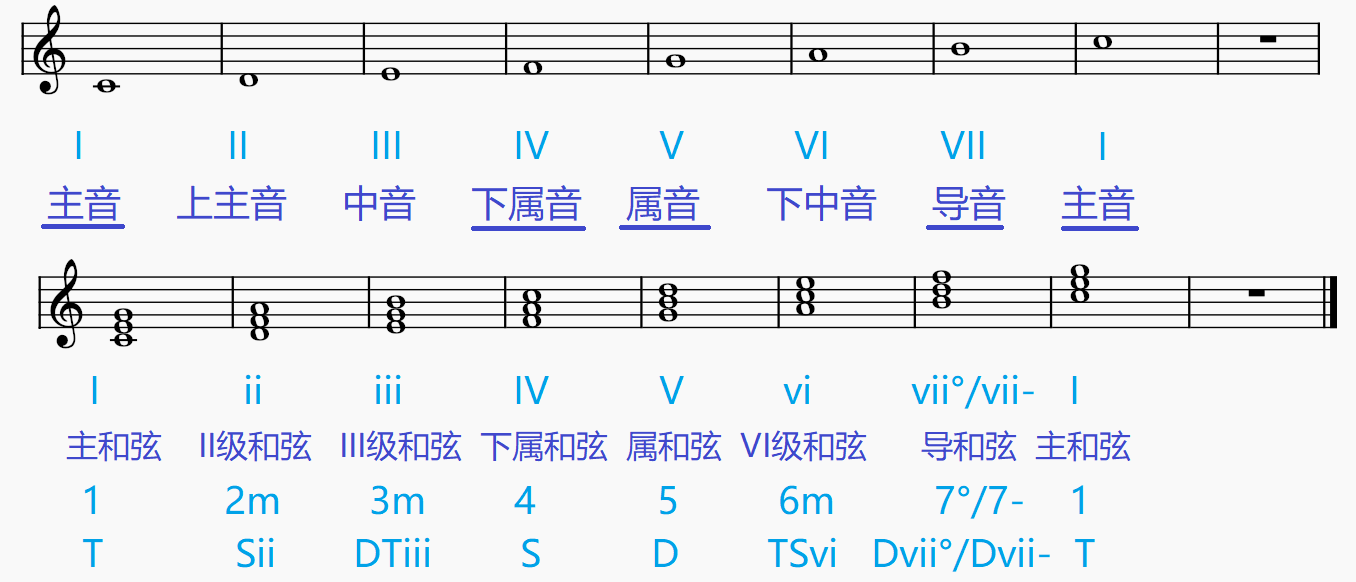 I II III IV V VI VII I
主音 上主音 中音 下属音 属音 下中音 导音 主音
I ii iii IV V vi vii°/vii- I
主和弦 II级和弦 III级和弦 下属和弦 属和弦 VI级和弦 导和弦 主和弦
1 2m 3m 4 5 6m 7°/7- 1
T Sii DTiii S D TSvi Dvii°/Dvii- T